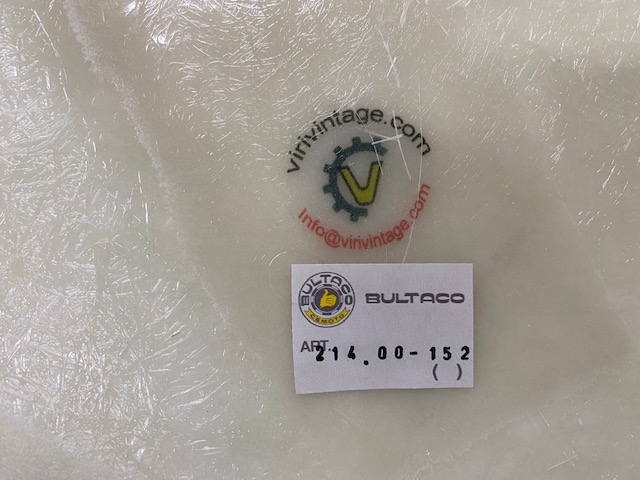 virivintage.com
V
Info@virivintage.com
BULTACO
CEMOTO
BULTACO
ART. 214.00-152
( )